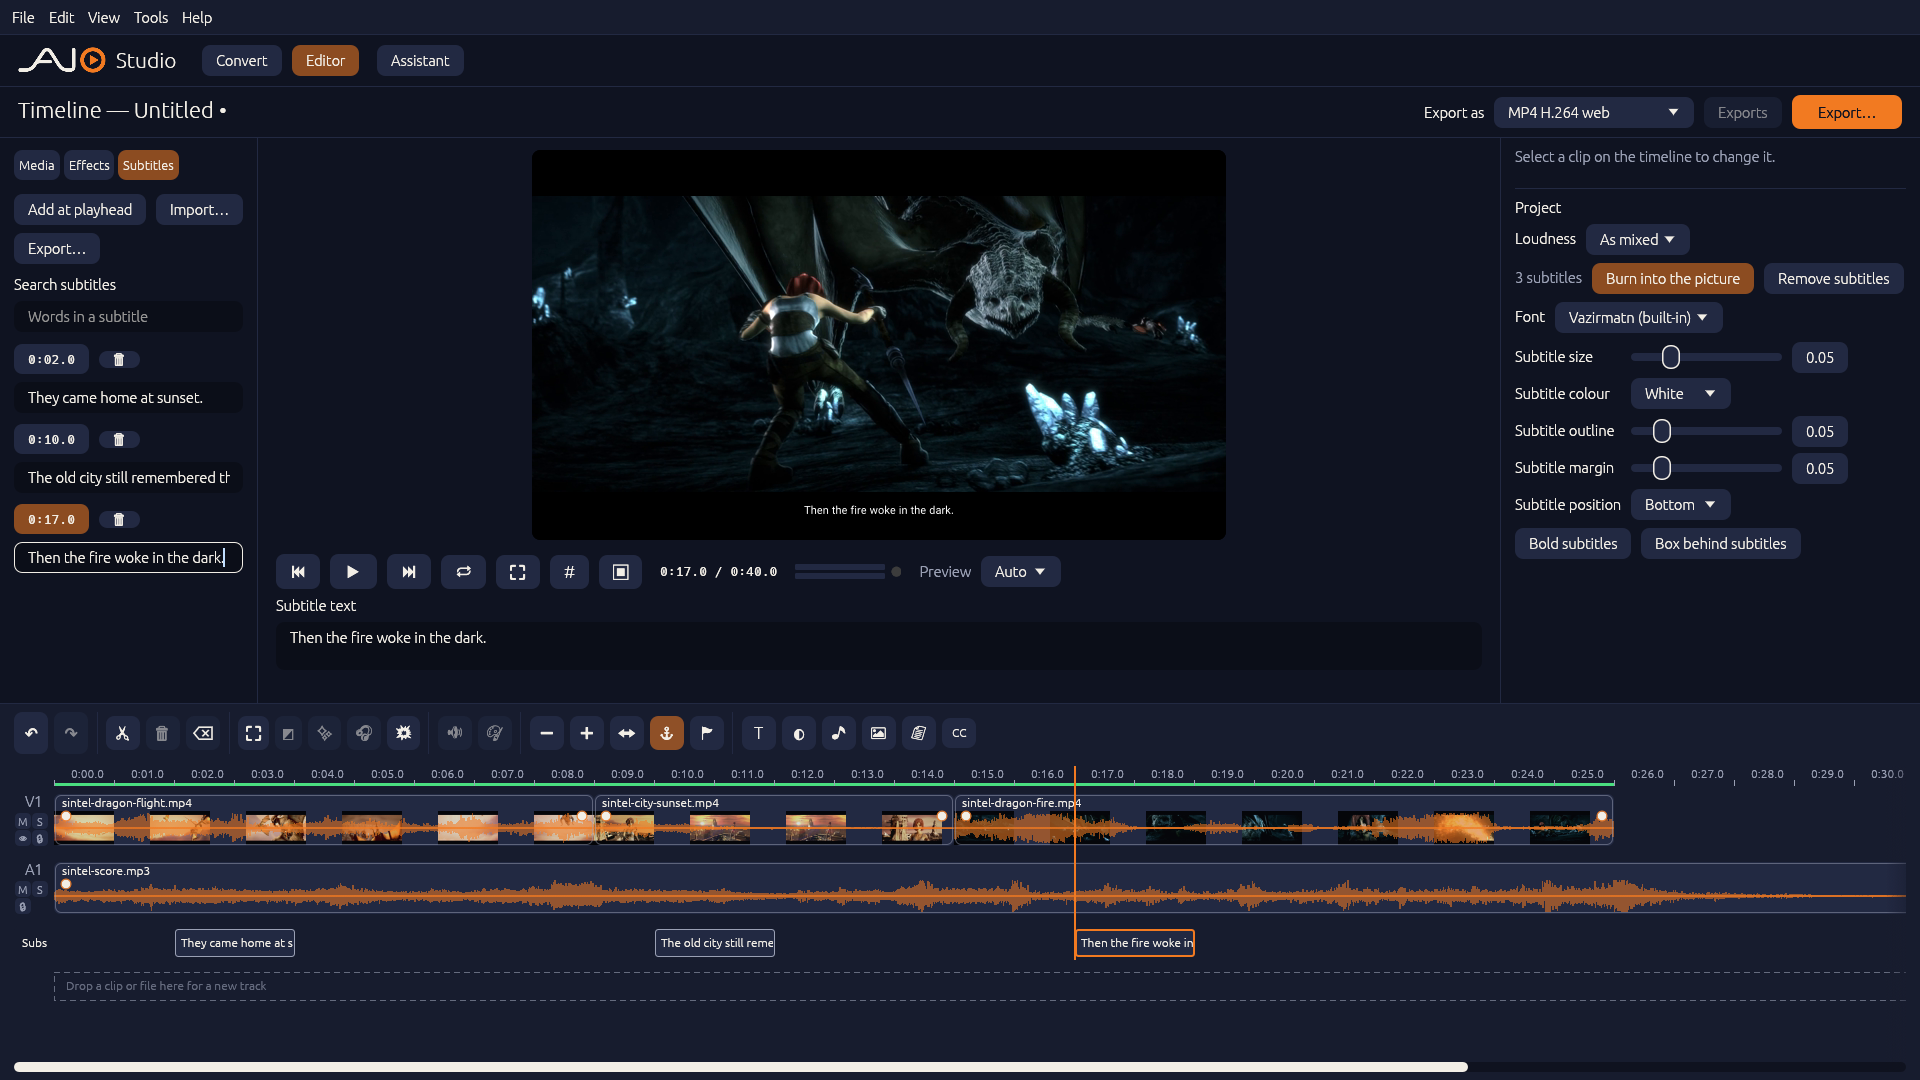 File Edit View Tools Help
AIO Studio Convert Editor Assistant
Timeline — Untitled •
Export as MP4 H.264 web Exports Export…
Media Effects Subtitles
Add at playhead Import…
Export…
Search subtitles
Words in a subtitle
0:02.0
They came home at sunset.
0:10.0
The old city still remembered th
0:17.0
Then the fire woke in the dark.
Then the fire woke in the dark.
# 0:17.0 / 0:40.0 Preview Auto
Subtitle text
Then the fire woke in the dark.
Select a clip on the timeline to change it.
Project
Loudness As mixed
3 subtitles Burn into the picture Remove subtitles
Font Vazirmatn (built-in)
Subtitle size 0.05
Subtitle colour White
Subtitle outline 0.05
Subtitle margin 0.05
Subtitle position Bottom
Bold subtitles Box behind subtitles
T CC
0:00.0 0:01.0 0:02.0 0:03.0 0:04.0 0:05.0 0:06.0 0:07.0 0:08.0 0:09.0 0:10.0 0:11.0 0:12.0 0:13.0 0:14.0 0:15.0 0:16.0 0:17.0 0:18.0 0:19.0 0:20.0 0:21.0 0:22.0 0:23.0 0:24.0 0:25.0 0:26.0 0:27.0 0:28.0 0:29.0 0:30.0
V1 sintel-dragon-flight.mp4 sintel-city-sunset.mp4 sintel-dragon-fire.mp4
M S
A1 sintel-score.mp3
M S
Subs They came home at s The old city still reme Then the fire woke in
Drop a clip or file here for a new track